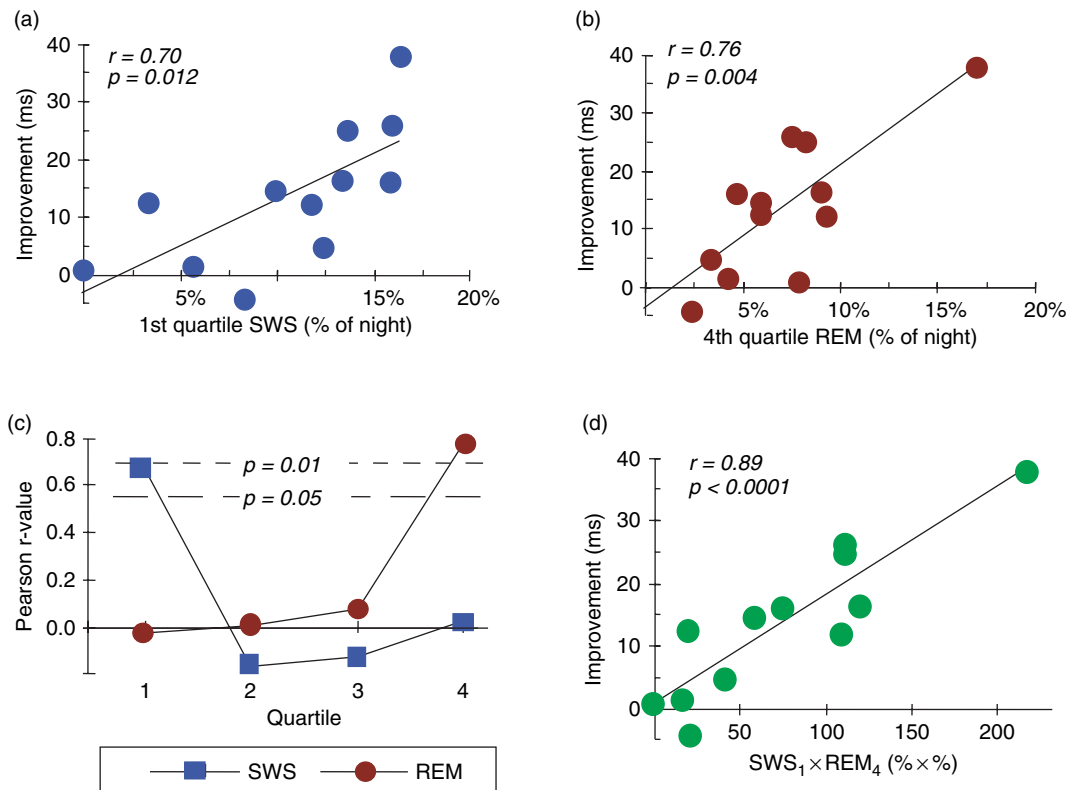 (a)
r = 0.70
p = 0.012
Improvement (ms)
40
30
20
10
0
5%
15%
20%
1st quartile SWS (% of night)
(b)
r = 0.76
p = 0.004
Improvement (ms)
40
30
20
10
0
5%
10%
15%
20%
4th quartile REM (% of night)
(c)
Pearson r-value
0.8
0.6
0.4
0.2
0.0
p = 0.01
p = 0.05
1 2 3 4
Quartile
SWS REM
(d)
r = 0.89
p < 0.0001
Improvement (ms)
40
30
20
10
0
50 100 150 200
SWS₁×REM₄ (%×%)